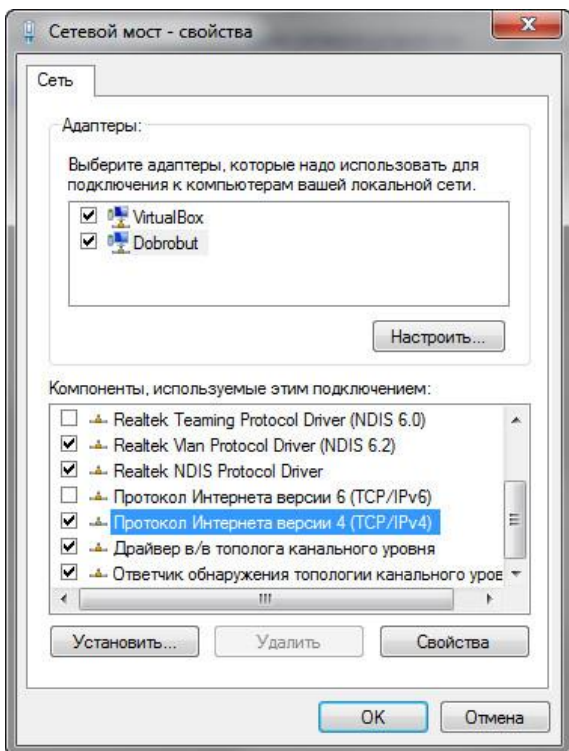 Сетевой мост - свойства
Сеть
Адаптеры:
Выберите адаптеры, которые надо использовать для
подключения к компьютерам вашей локальной сети.
VirtualBox
Dobrobut
Настроить...
Компоненты, используемые этим подключением:
Realtek Teaming Protocol Driver (NDIS 6.0)
Realtek Vlan Protocol Driver (NDIS 6.2)
Realtek NDIS Protocol Driver
Протокол Интернета версии 6 (TCP/IPv6)
Протокол Интернета версии 4 (TCP/IPv4)
Драйвер в/в тополога канального уровня
Ответчик обнаружения топологии канального уров
Установить...
Удалить
Свойства
OK
Отмена